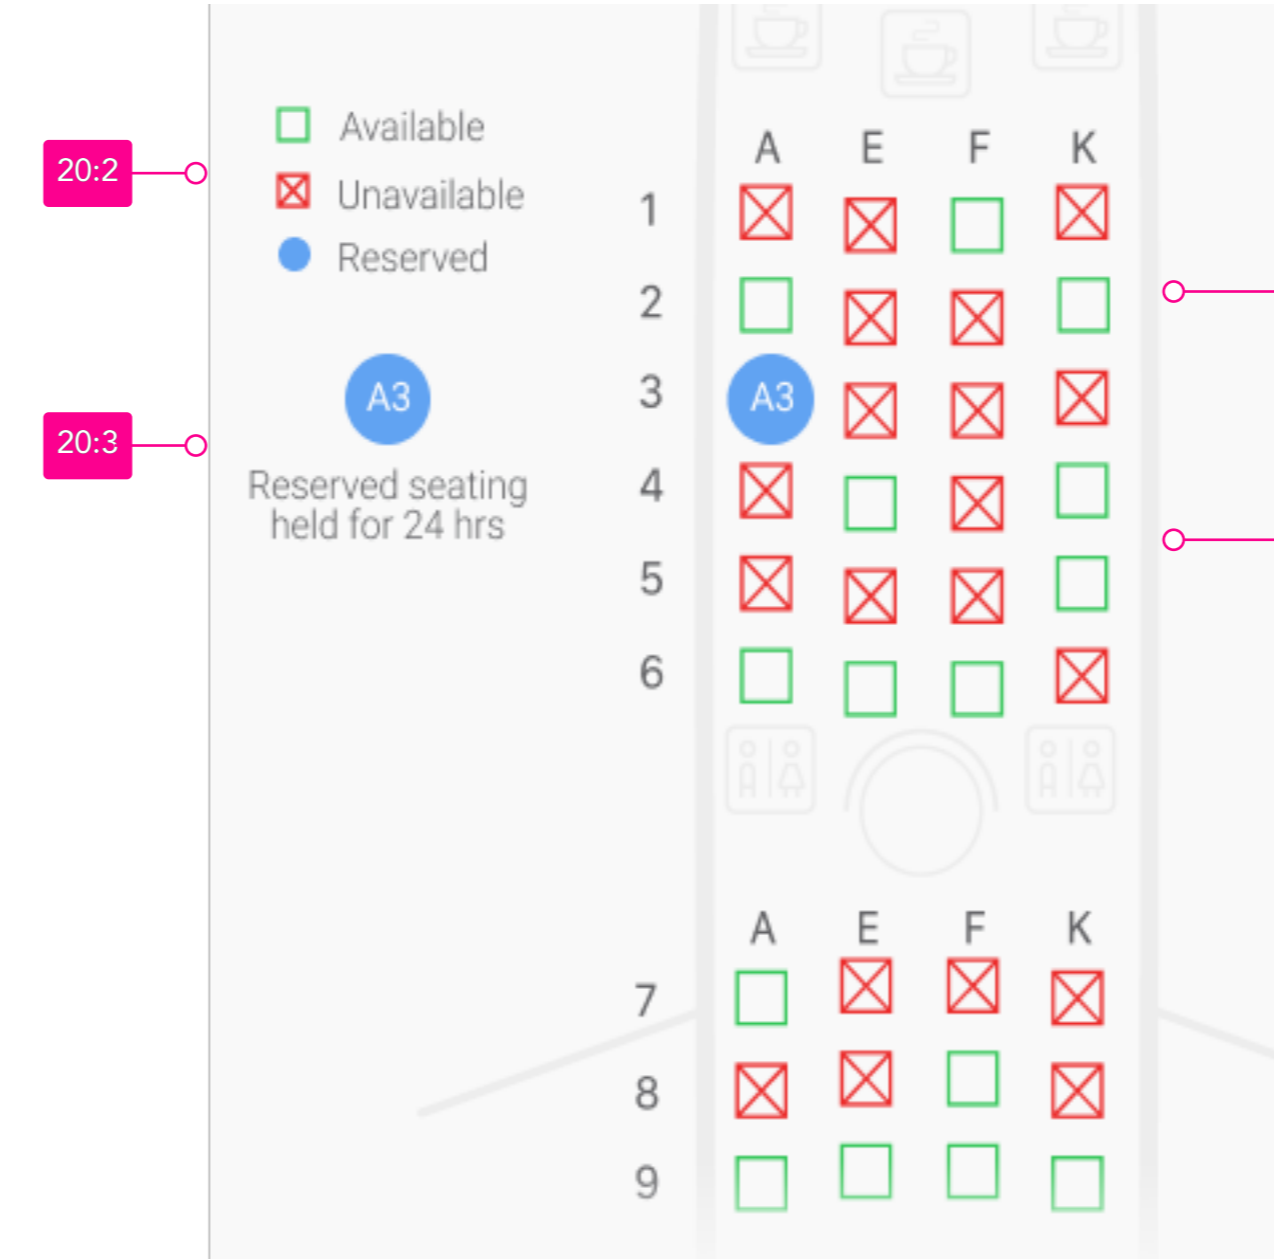 20:2
Available
Unavailable
Reserved
20:3
A3
Reserved seating
held for 24 hrs
A E F K
1
2
3 A3
4
5
6
A E F K
7
8
9